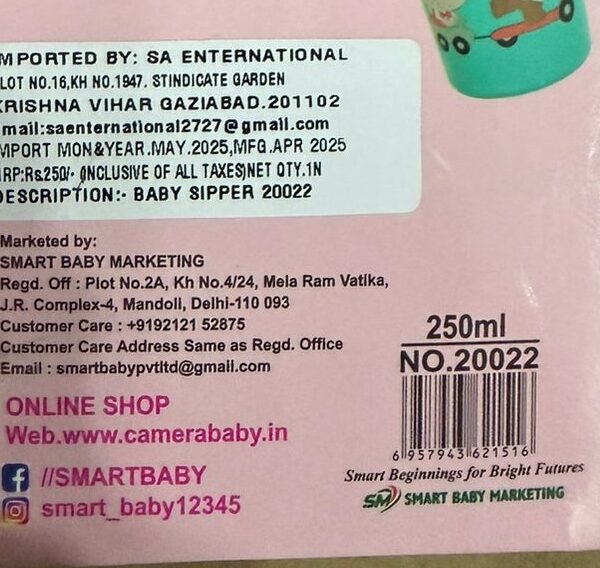 MPORTED BY: SA ENTERNATIONAL
LOT NO.16,KH NO.1947. STINDICATE GARDEN
KRISHNA VIHAR GAZIABAD.201102
mail:saenternational2727@gmail.com
MPORT MON&YEAR.MAY.2025,MFG.APR 2025
RP:Rs.250/- (INCLUSIVE OF ALL TAXES)NET QTY.1N
DESCRIPTION:- BABY SIPPER 20022
Marketed by:
SMART BABY MARKETING
Regd. Off : Plot No.2A, Kh No.4/24, Mela Ram Vatika,
J.R. Complex-4, Mandoli, Delhi-110 093
Customer Care : +9192121 52875
Customer Care Address Same as Regd. Office
Email : smartbabypvtltd@gmail.com
ONLINE SHOP
Web.www.camerababy.in
//SMARTBABY
smart_baby12345
250ml
NO.20022
6 957943 621516
Smart Beginnings for Bright Futures
SM SMART BABY MARKETING